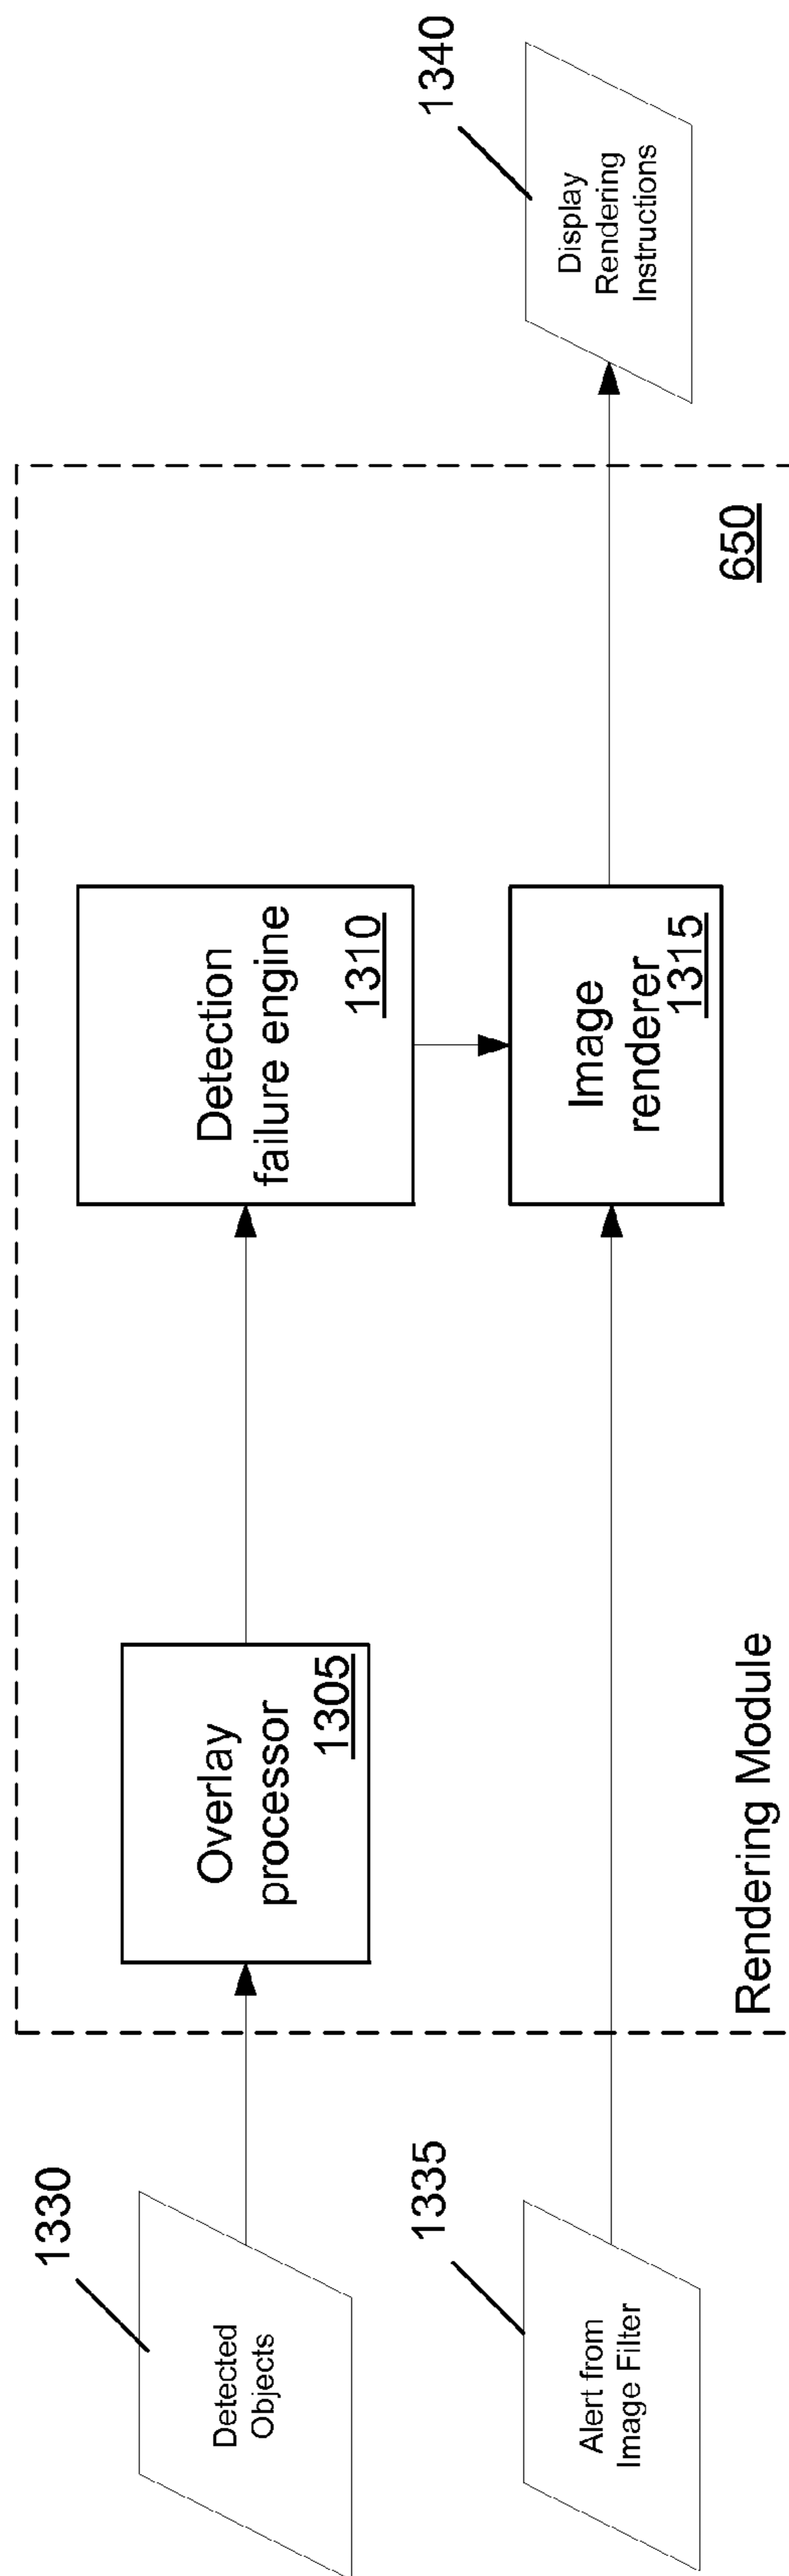 1330
Detected
Objects
Overlay
processor
1305
Detection
failure engine
1310
1335
Alert from
Image Filter
Image
renderer
1315
1340
Display
Rendering
Instructions
Rendering Module
650